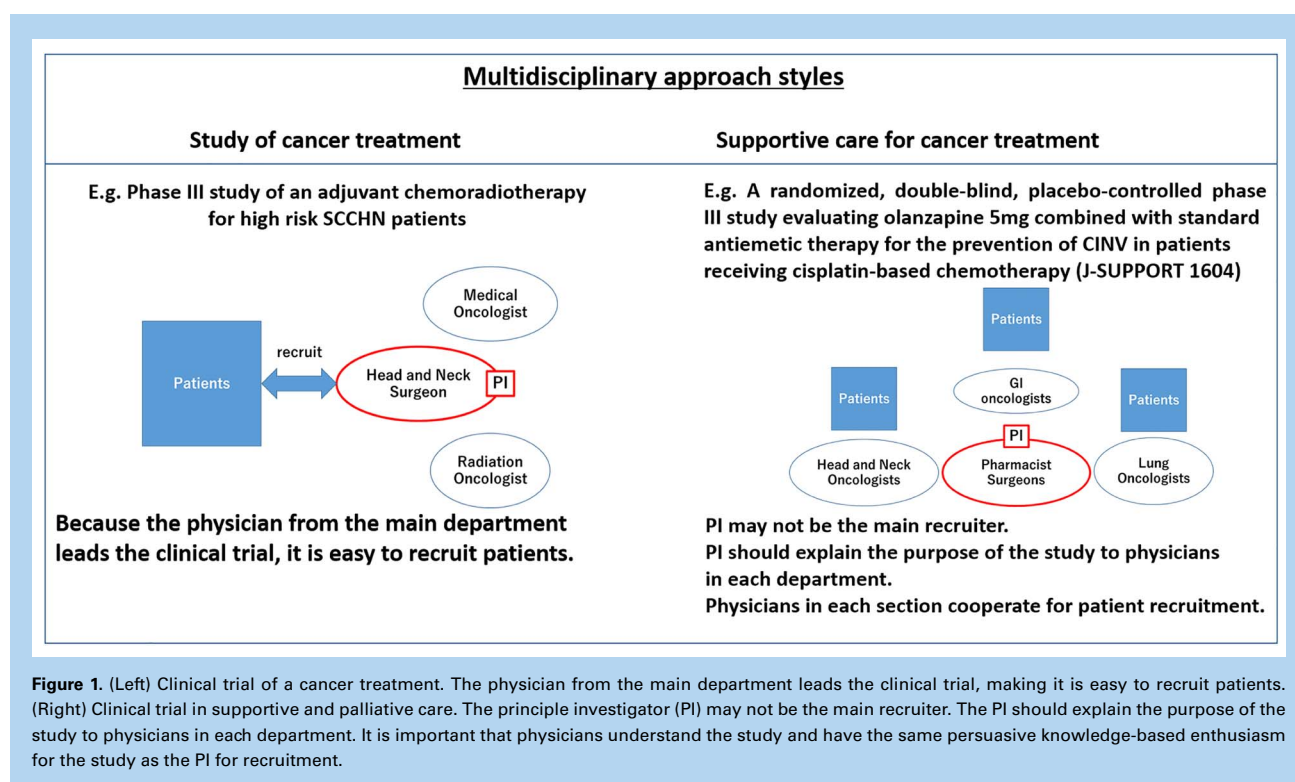 Multidisciplinary approach styles
Study of cancer treatment
E.g. Phase III study of an adjuvant chemoradiotherapy
for high risk SCCHN patients
Medical
Oncologist
recruit
Patients
Head and Neck
Surgeon
PI
Radiation
Oncologist
Because the physician from the main department
leads the clinical trial, it is easy to recruit patients.
Supportive care for cancer treatment
E.g. A randomized, double-blind, placebo-controlled phase
III study evaluating olanzapine 5mg combined with standard
antiemetic therapy for the prevention of CINV in patients
receiving cisplatin-based chemotherapy (J-SUPPORT 1604)
Patients
Patients
GI
oncologists
Patients
PI
Head and Neck
Oncologists
Pharmacist
Surgeons
Lung
Oncologists
PI may not be the main recruiter.
PI should explain the purpose of the study to physicians
in each department.
Physicians in each section cooperate for patient recruitment.
Figure 1. (Left) Clinical trial of a cancer treatment. The physician from the main department leads the clinical trial, making it is easy to recruit patients.
(Right) Clinical trial in supportive and palliative care. The principle investigator (PI) may not be the main recruiter. The PI should explain the purpose of the
study to physicians in each department. It is important that physicians understand the study and have the same persuasive knowledge-based enthusiasm
for the study as the PI for recruitment.